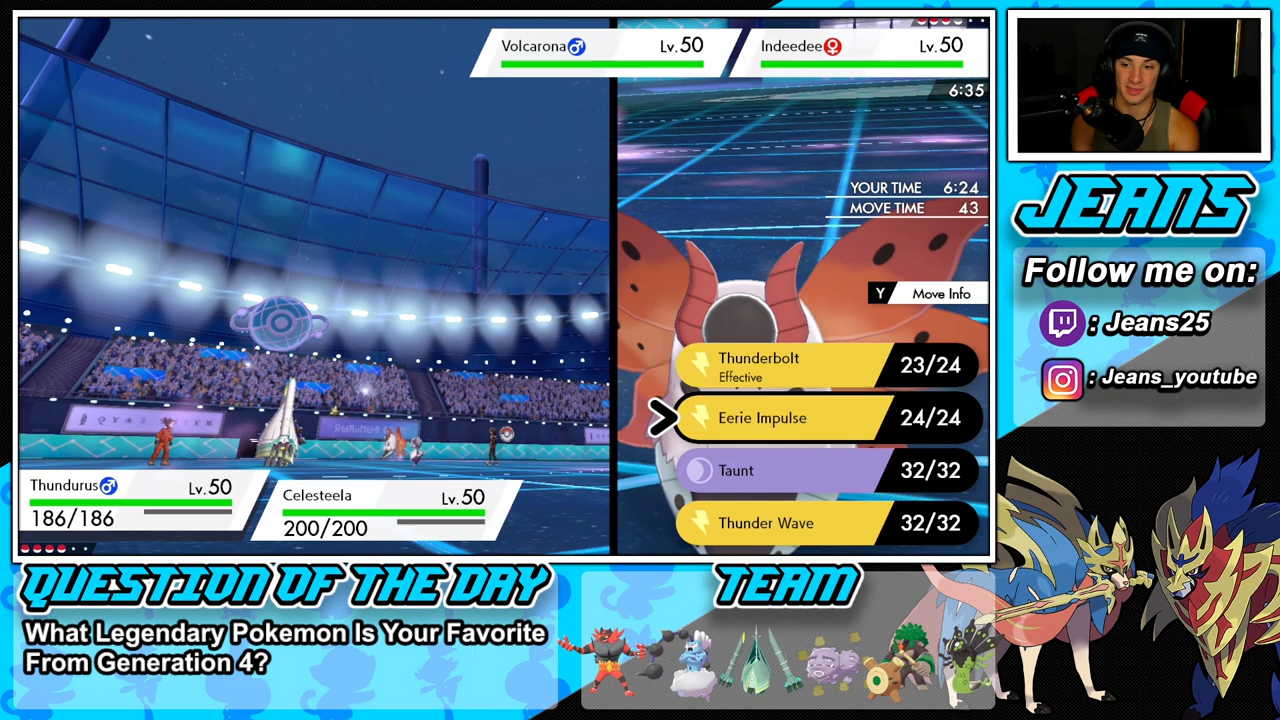 Volcarona♂ Lv. 50
Indeedee♀ Lv. 50
6:35
YOUR TIME 6:24
MOVE TIME 43
Y Move Info
Thunderbolt 23/24
Effective
Eerie Impulse 24/24
Taunt 32/32
Thunder Wave 32/32
Thundurus♂ Lv. 50
186/186
Celesteela Lv. 50
200/200
JEANS
Follow me on:
: Jeans25
: Jeans_youtube
QUESTION OF THE DAY
What Legendary Pokemon Is Your Favorite
From Generation 4?
TEAM